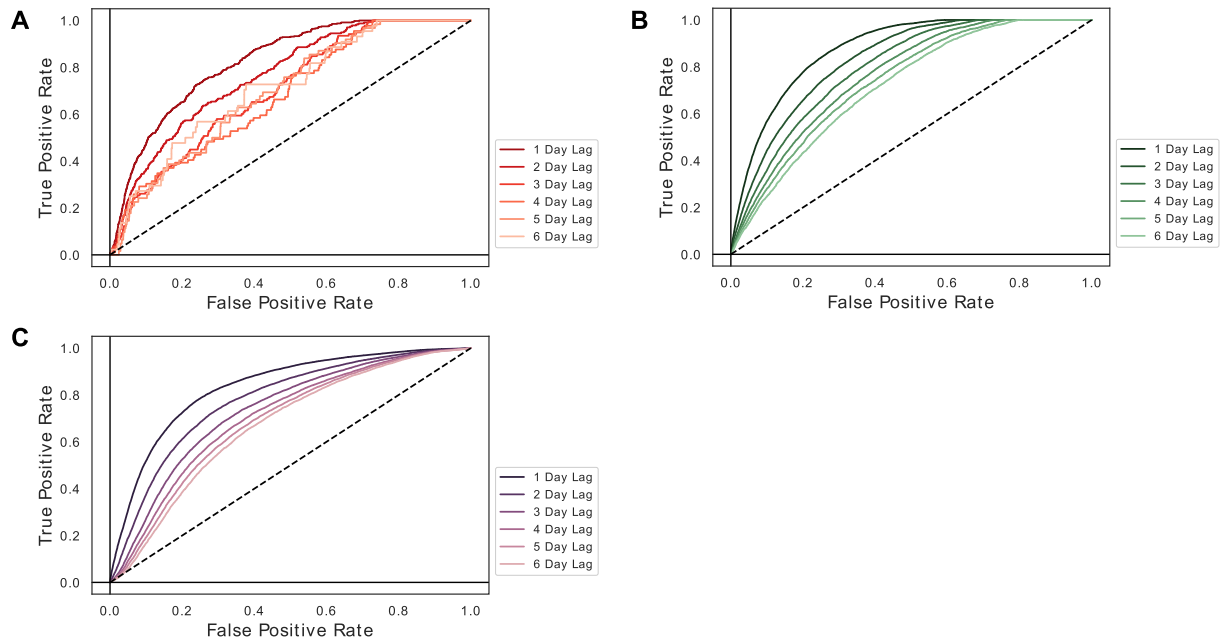 A
True Positive Rate
1.0
0.8
0.6
0.4
0.2
0.0
0.0 0.2 0.4 0.6 0.8 1.0
False Positive Rate
1 Day Lag
2 Day Lag
3 Day Lag
4 Day Lag
5 Day Lag
6 Day Lag
B
True Positive Rate
1.0
0.8
0.6
0.4
0.2
0.0
0.0 0.2 0.4 0.6 0.8 1.0
False Positive Rate
1 Day Lag
2 Day Lag
3 Day Lag
4 Day Lag
5 Day Lag
6 Day Lag
C
True Positive Rate
1.0
0.8
0.6
0.4
0.2
0.0
0.0 0.2 0.4 0.6 0.8 1.0
False Positive Rate
1 Day Lag
2 Day Lag
3 Day Lag
4 Day Lag
5 Day Lag
6 Day Lag